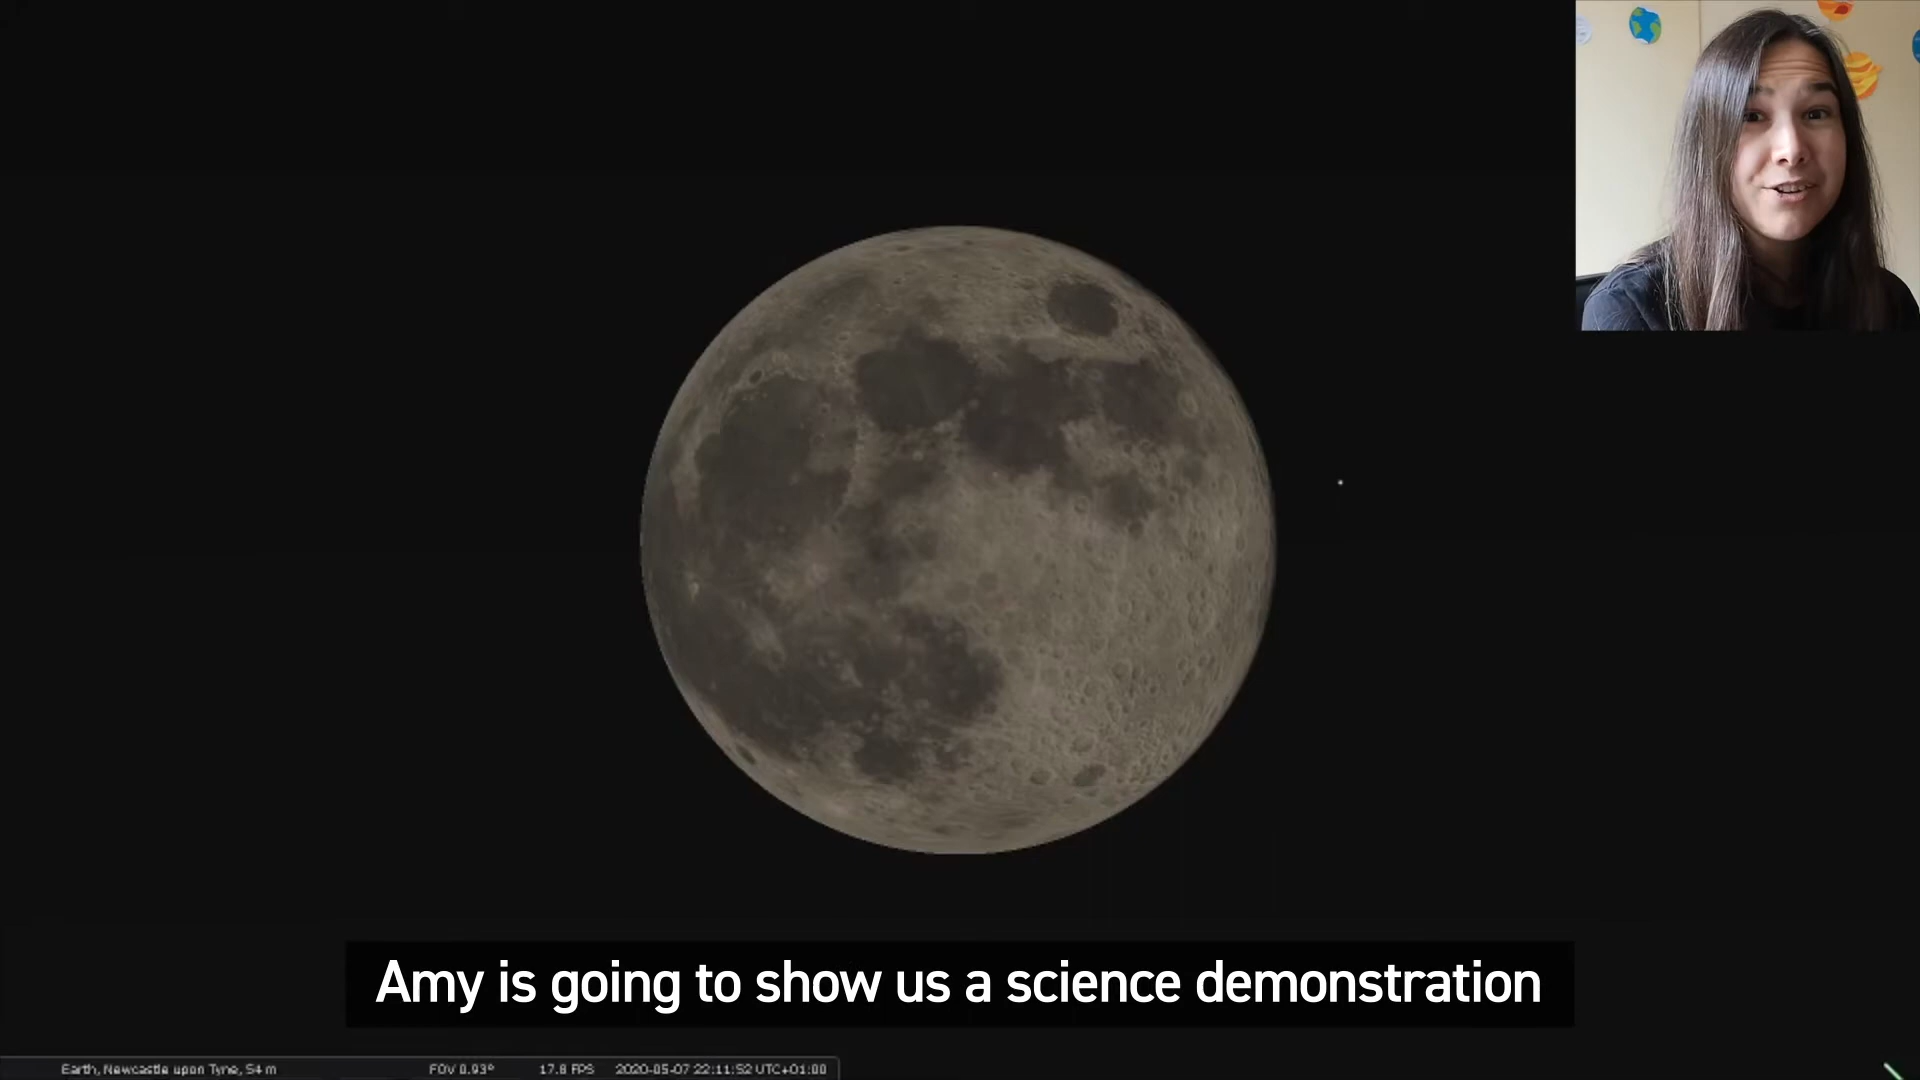 Amy is going to show us a science demonstration
Earth, Newcastle upon Tyne, 54 m FOV 0.93° 17.8 FPS 2020-05-07 22:11:52 UTC+01:00